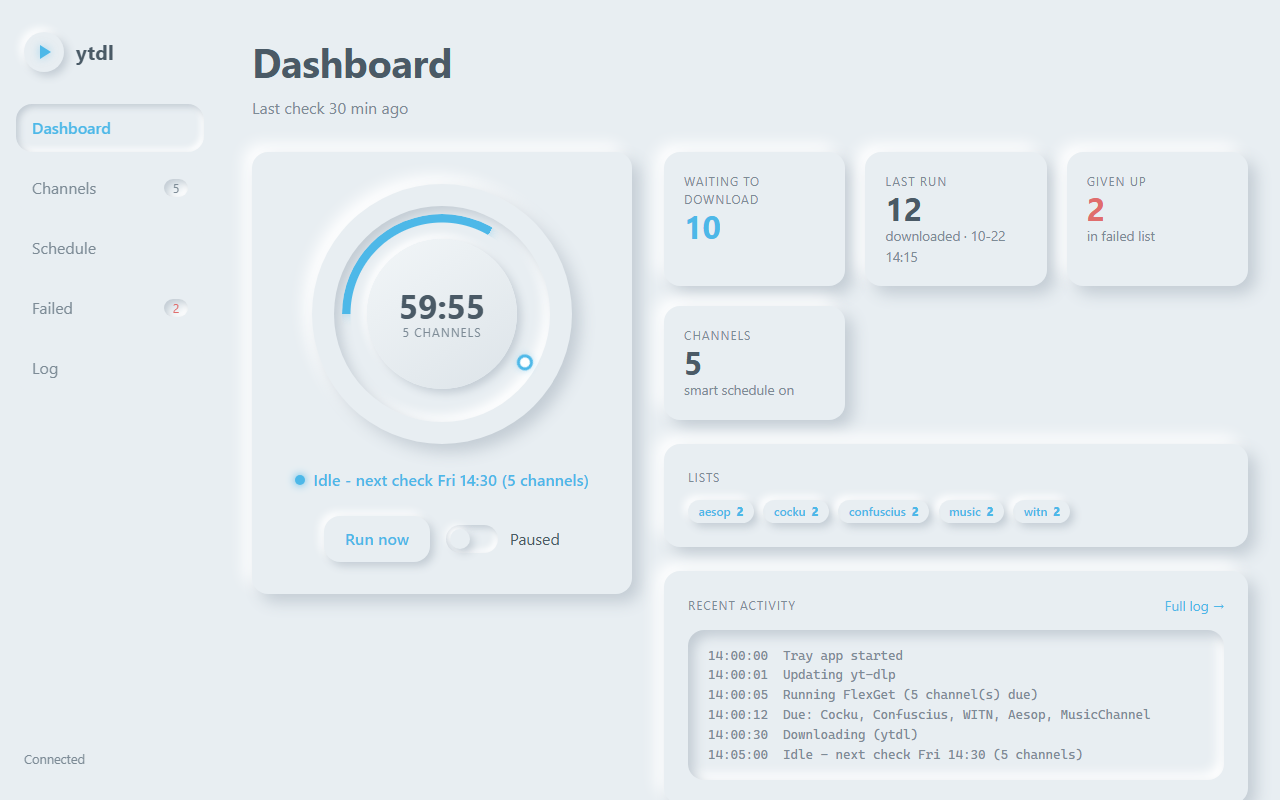 ytdl
Dashboard
Channels 5
Schedule
Failed 2
Log
Connected
Dashboard
Last check 30 min ago
59:55
5 CHANNELS
Idle - next check Fri 14:30 (5 channels)
Run now
Paused
WAITING TO
DOWNLOAD
10
LAST RUN
12
downloaded · 10-22
14:15
GIVEN UP
2
in failed list
CHANNELS
5
smart schedule on
LISTS
aesop 2 cocku 2 confuscius 2 music 2 witn 2
RECENT ACTIVITY
Full log →
14:00:00 Tray app started
14:00:01 Updating yt-dlp
14:00:05 Running FlexGet (5 channel(s) due)
14:00:12 Due: Cocku, Confuscius, WITN, Aesop, MusicChannel
14:00:30 Downloading (ytdl)
14:05:00 Idle - next check Fri 14:30 (5 channels)